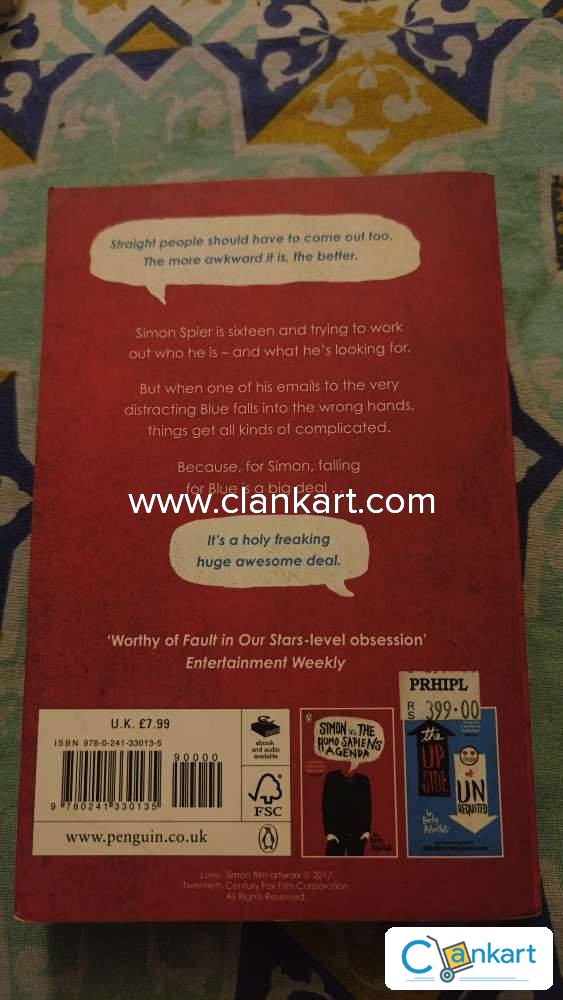 Straight people should have to come out too.
The more awkward it is, the better.
Simon Spier is sixteen and trying to work
out who he is – and what he's looking for.
But when one of his emails to the very
distracting Blue falls into the wrong hands,
things get all kinds of complicated.
Because, for Simon, falling
for Blue is a big deal
www.clankart.com
It's a holy freaking
huge awesome deal.
'Worthy of Fault in Our Stars-level obsession'
Entertainment Weekly
PRHIPL
RS 399.00
U.K. £7.99
ISBN 978-0-241-33013-5
90000
9 780241 330135
www.penguin.co.uk
ebook
and audio
available
FSC
SIMON vs. THE
HOMO SAPIENS
AGENDA
by Becky Albertalli
the
UP
SIDE
of
UN
REQUITED
by Becky
Albertalli
Love, Simon film artwork © 2017
Twentieth Century Fox Film Corporation.
All Rights Reserved.
Clankart